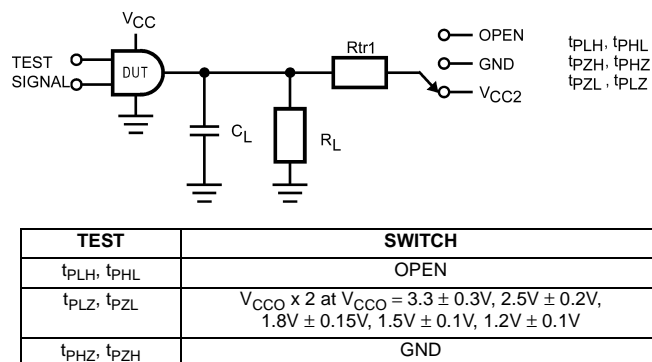 VCC
TEST
SIGNAL
DUT
CL
RL
Rtr1
OPEN
GND
VCC2
tPLH, tPHL
tPZH, tPHZ
tPZL , tPLZ
TEST SWITCH
tPLH, tPHL OPEN
tPLZ, tPZL VCCO x 2 at VCCO = 3.3 ± 0.3V, 2.5V ± 0.2V,
1.8V ± 0.15V, 1.5V ± 0.1V, 1.2V ± 0.1V
tPHZ, tPZH GND